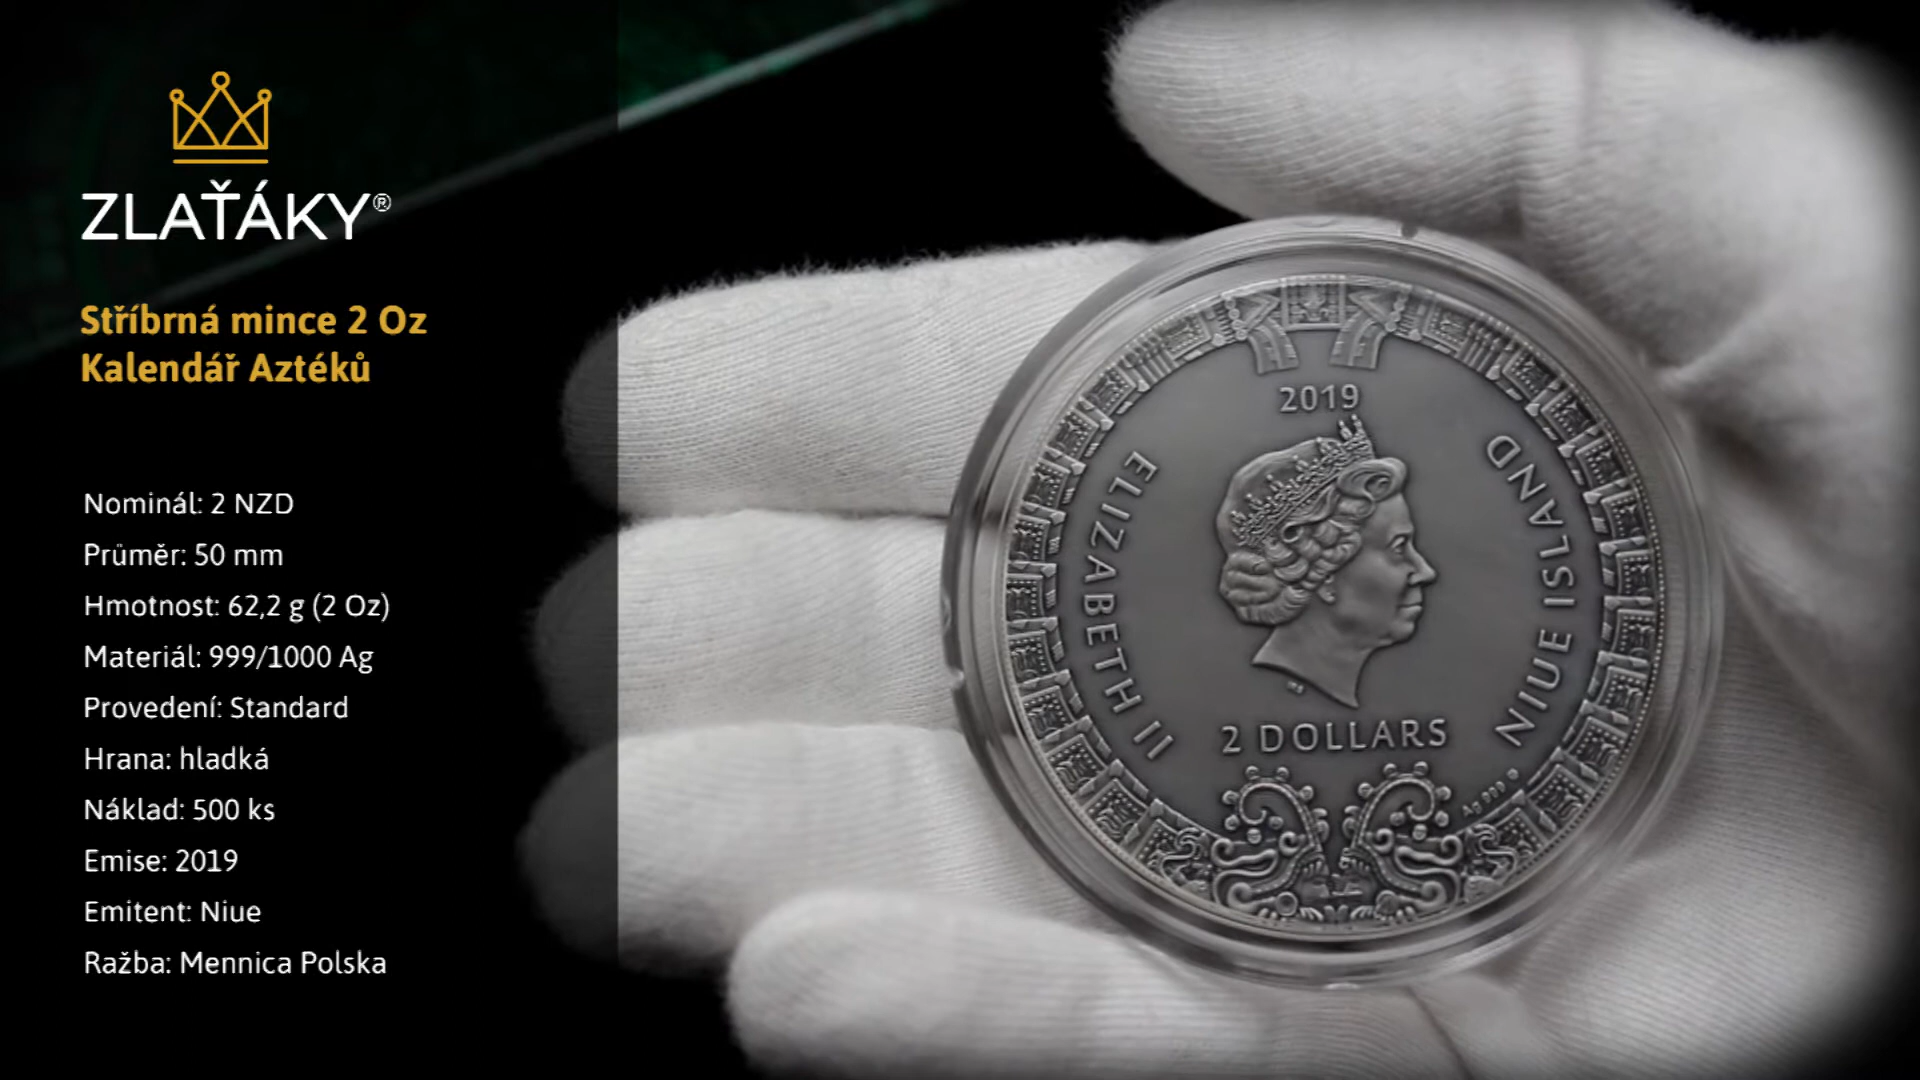 ZLAŤÁKY®
Stříbrná mince 2 Oz
Kalendář Aztéků
Nominál: 2 NZD
Průměr: 50 mm
Hmotnost: 62,2 g (2 Oz)
Materiál: 999/1000 Ag
Provedení: Standard
Hrana: hladká
Náklad: 500 ks
Emise: 2019
Emitent: Niue
Ražba: Mennica Polska
2019
ELIZABETH II
NIUE ISLAND
2 DOLLARS
Ag 999